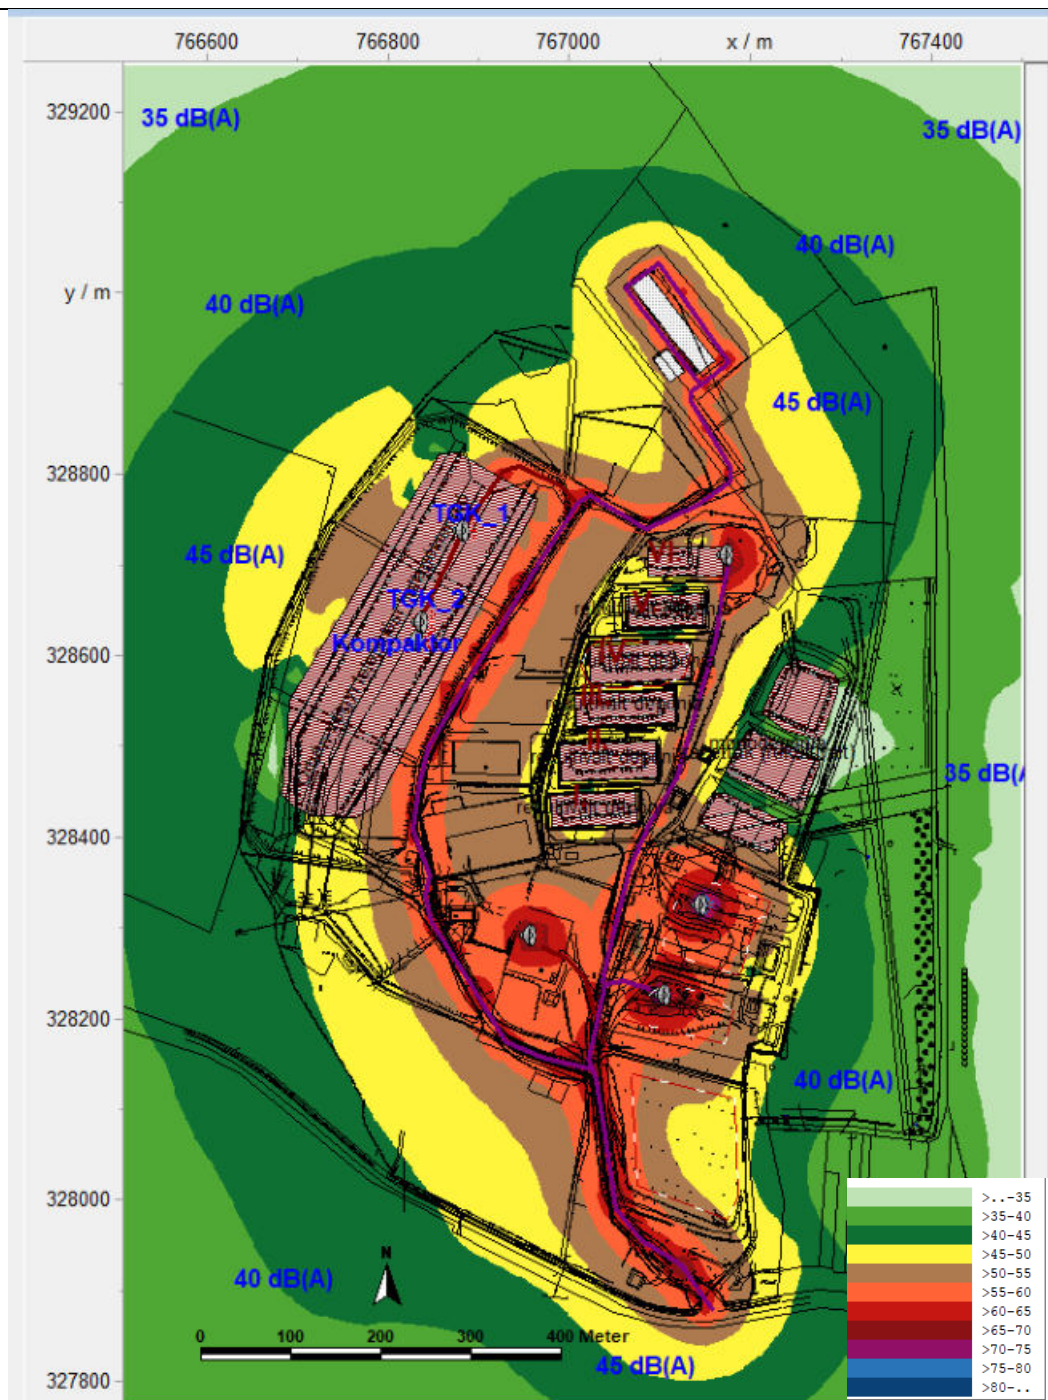 766600 766800 767000 x / m 767400
329200
35 dB(A)
35 dB(A)
40 dB(A)
y / m
40 dB(A)
45 dB(A)
328800
TGK_1
45 dB(A)
VI
TGK_2
V
Kompaktor
328600
IV
III
II
35 dB(A
I
328400
328200
40 dB(A)
328000
N
40 dB(A)
0 100 200 300 400 Meter
45 dB(A)
327800
>..-35
>35-40
>40-45
>45-50
>50-55
>55-60
>60-65
>65-70
>70-75
>75-80
>80-..